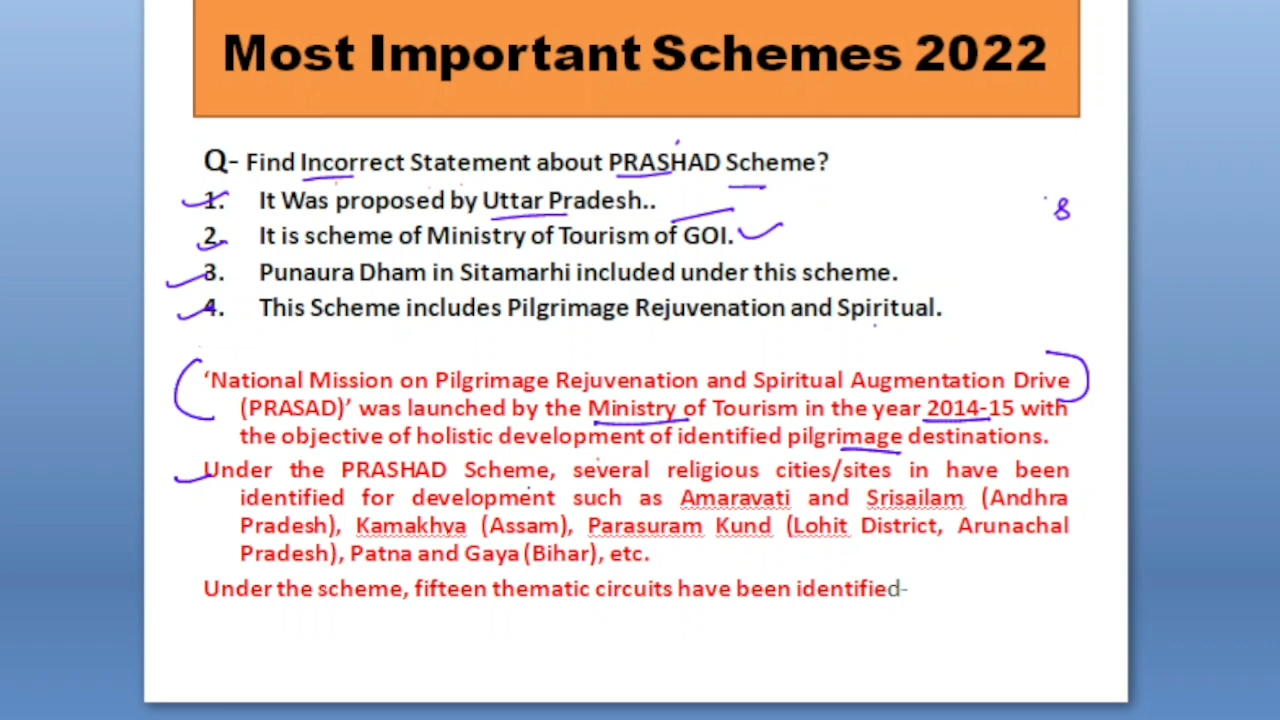 Most Important Schemes 2022
Q- Find Incorrect Statement about PRASHAD Scheme?
1. It Was proposed by Uttar Pradesh..
2. It is scheme of Ministry of Tourism of GOI.
3. Punaura Dham in Sitamarhi included under this scheme.
4. This Scheme includes Pilgrimage Rejuvenation and Spiritual.
‘National Mission on Pilgrimage Rejuvenation and Spiritual Augmentation Drive
(PRASAD)’ was launched by the Ministry of Tourism in the year 2014-15 with
the objective of holistic development of identified pilgrimage destinations.
Under the PRASHAD Scheme, several religious cities/sites in have been
identified for development such as Amaravati and Srisailam (Andhra
Pradesh), Kamakhya (Assam), Parasuram Kund (Lohit District, Arunachal
Pradesh), Patna and Gaya (Bihar), etc.
Under the scheme, fifteen thematic circuits have been identified-